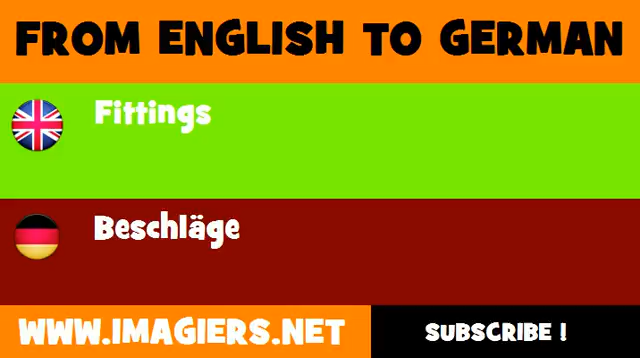 FROM ENGLISH TO GERMAN
Fittings
Beschläge
WWW.IMAGIERS.NET
SUBSCRIBE !